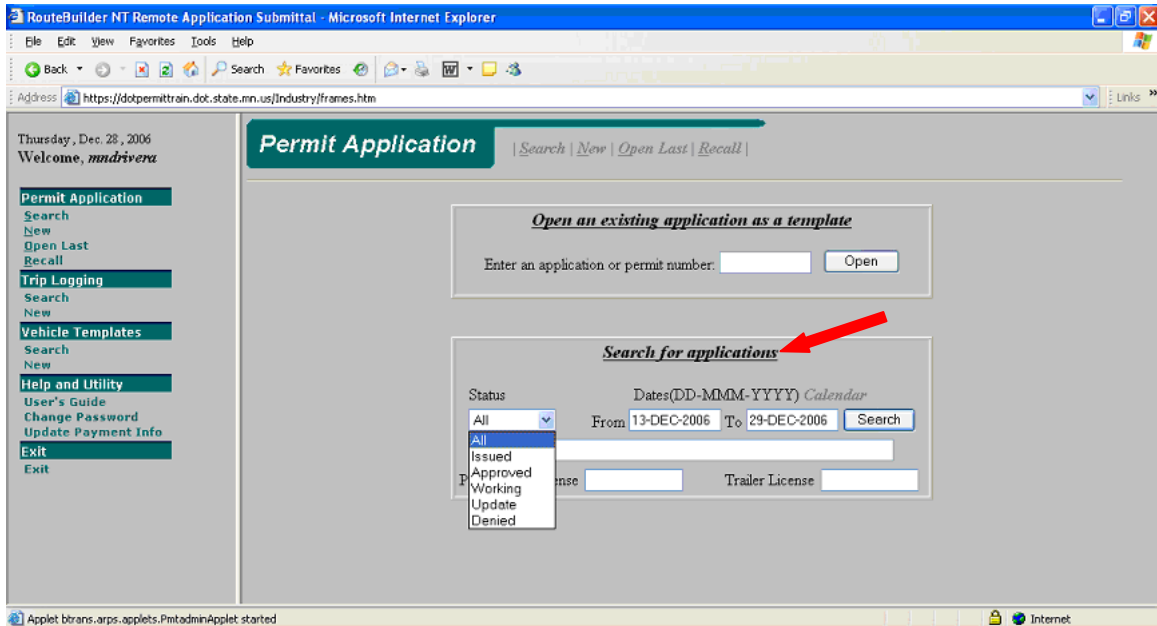 RouteBuilder NT Remote Application Submittal - Microsoft Internet Explorer
File Edit View Favorites Tools Help
Back Search Favorites
Address https://dotpermittrain.dot.state.mn.us/Industry/frames.htm Links »
Thursday, Dec. 28, 2006
Welcome, mndrivera
Permit Application
Search
New
Open Last
Recall
Trip Logging
Search
New
Vehicle Templates
Search
New
Help and Utility
User's Guide
Change Password
Update Payment Info
Exit
Exit
Permit Application | Search | New | Open Last | Recall |
Open an existing application as a template
Enter an application or permit number: Open
Search for applications
Status Dates(DD-MMM-YYYY) Calendar
All From 13-DEC-2006 To 29-DEC-2006 Search
All
Issued
Approved
Working
Update
Denied
Trailer License
Applet btrans.arps.applets.PmtadminApplet started Internet